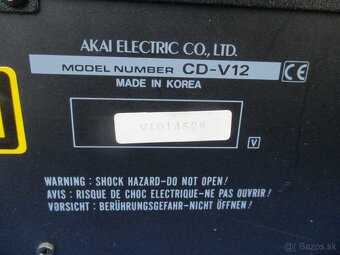 AKAI ELECTRIC CO., LTD.
MODEL NUMBER CD-V12
CE
MADE IN KOREA
V1014528
V
WARNING : SHOCK HAZARD-DO NOT OPEN!
AVIS : RISQUE DE CHOC ELECTRIQUE-NE PAS OUVRIR!
VORSICHT : BERÜHRUNGSGEFAHR-NICHT ÖFFNEN!
Bazos.sk